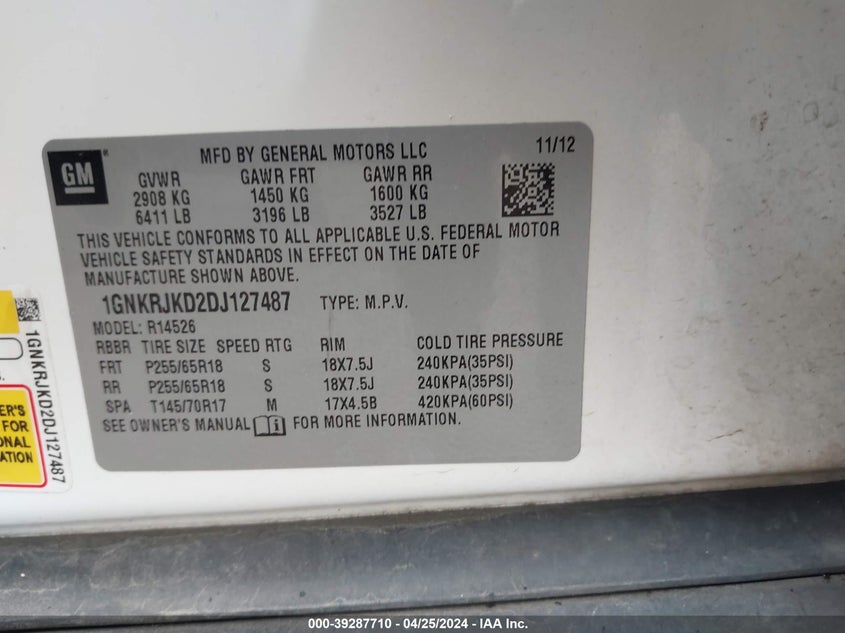 GM
MFD BY GENERAL MOTORS LLC 11/12
GVWR GAWR FRT GAWR RR
2908 KG 1450 KG 1600 KG
6411 LB 3196 LB 3527 LB
THIS VEHICLE CONFORMS TO ALL APPLICABLE U.S. FEDERAL MOTOR
VEHICLE SAFETY STANDARDS IN EFFECT ON THE DATE OF
MANUFACTURE SHOWN ABOVE.
1GNKRJKD2DJ127487 TYPE: M.P.V.
MODEL: R14526
RBBR TIRE SIZE SPEED RTG RIM COLD TIRE PRESSURE
FRT P255/65R18 S 18X7.5J 240KPA(35PSI)
RR P255/65R18 S 18X7.5J 240KPA(35PSI)
SPA T145/70R17 M 17X4.5B 420KPA(60PSI)
SEE OWNER'S MANUAL FOR MORE INFORMATION.
1GNKRJKD2DJ127487
FOR
000-39287710 - 04/25/2024 - IAA Inc.